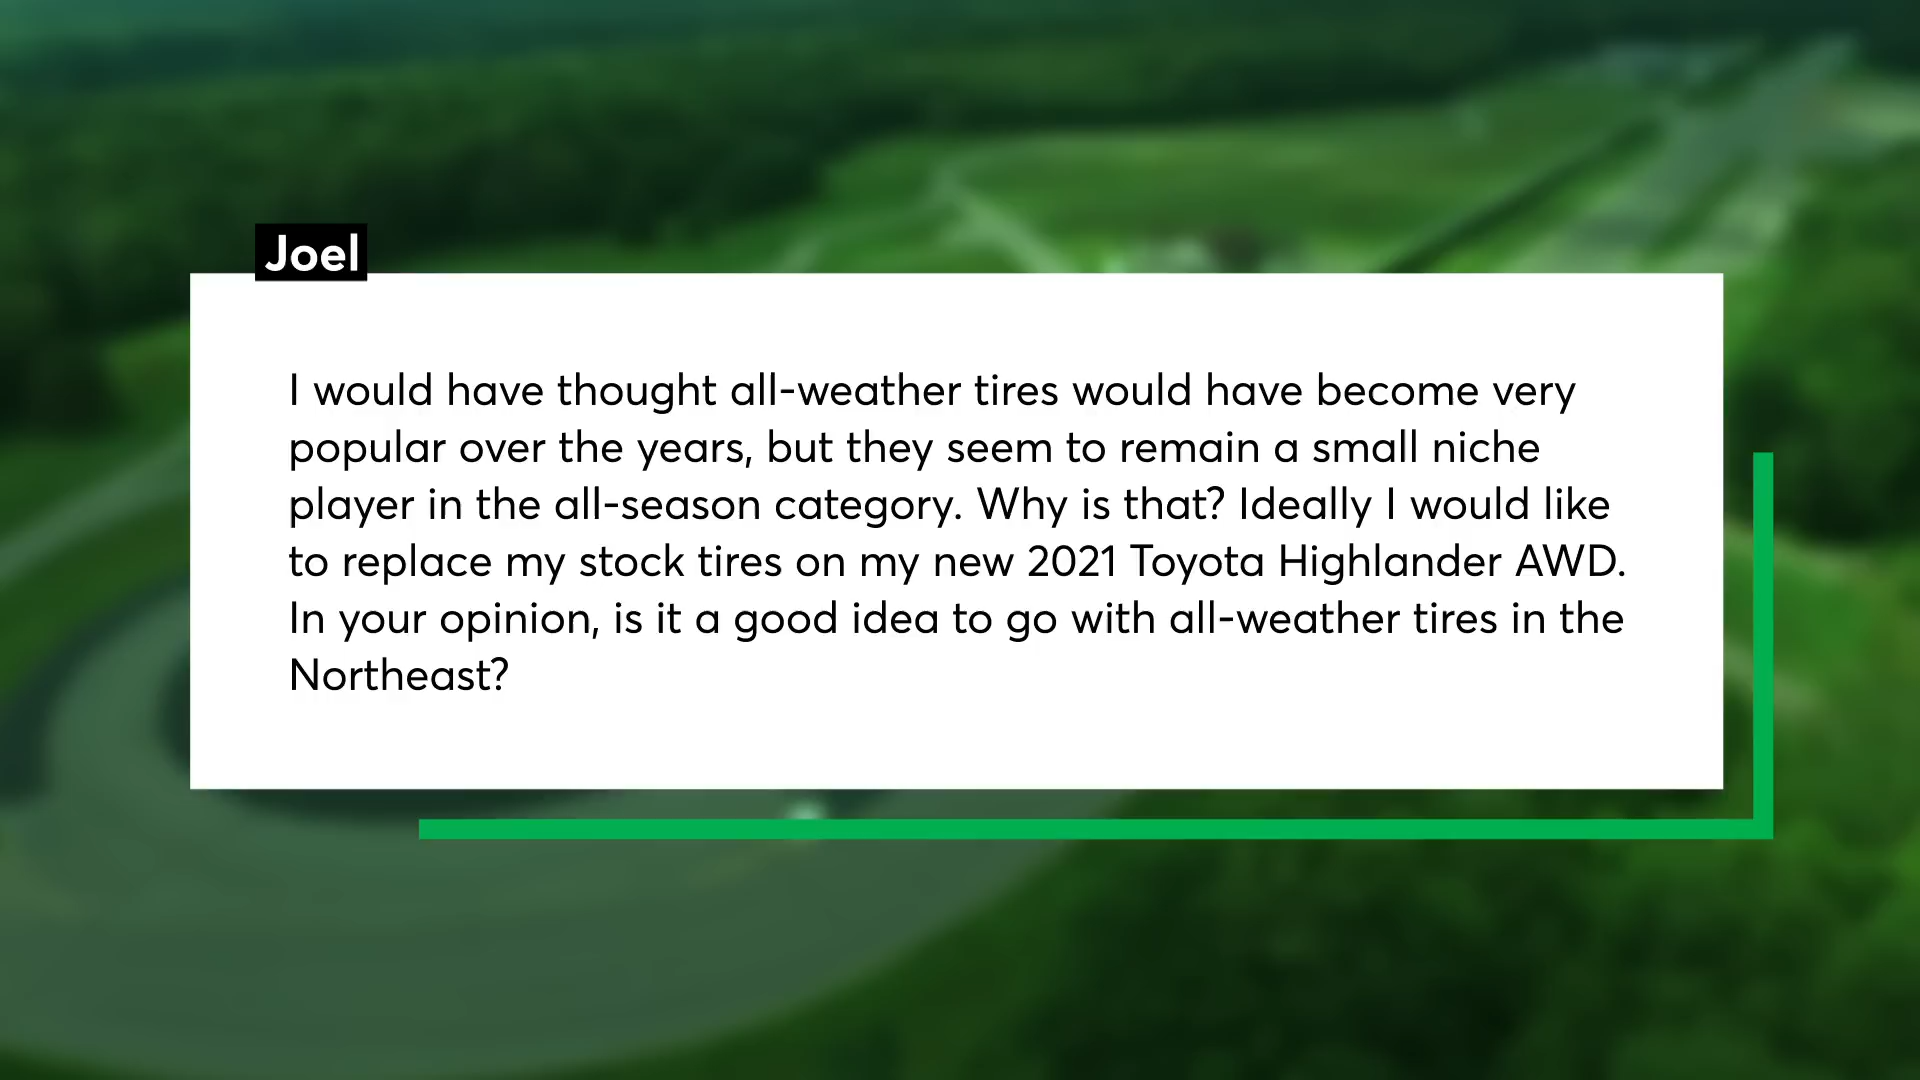 Joel
I would have thought all-weather tires would have become very
popular over the years, but they seem to remain a small niche
player in the all-season category. Why is that? Ideally I would like
to replace my stock tires on my new 2021 Toyota Highlander AWD.
In your opinion, is it a good idea to go with all-weather tires in the
Northeast?